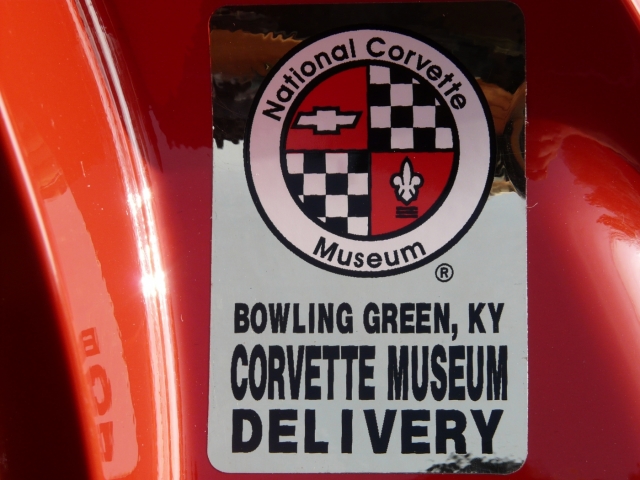 National Corvette
Museum
®
BOWLING GREEN, KY
CORVETTE MUSEUM
DELIVERY